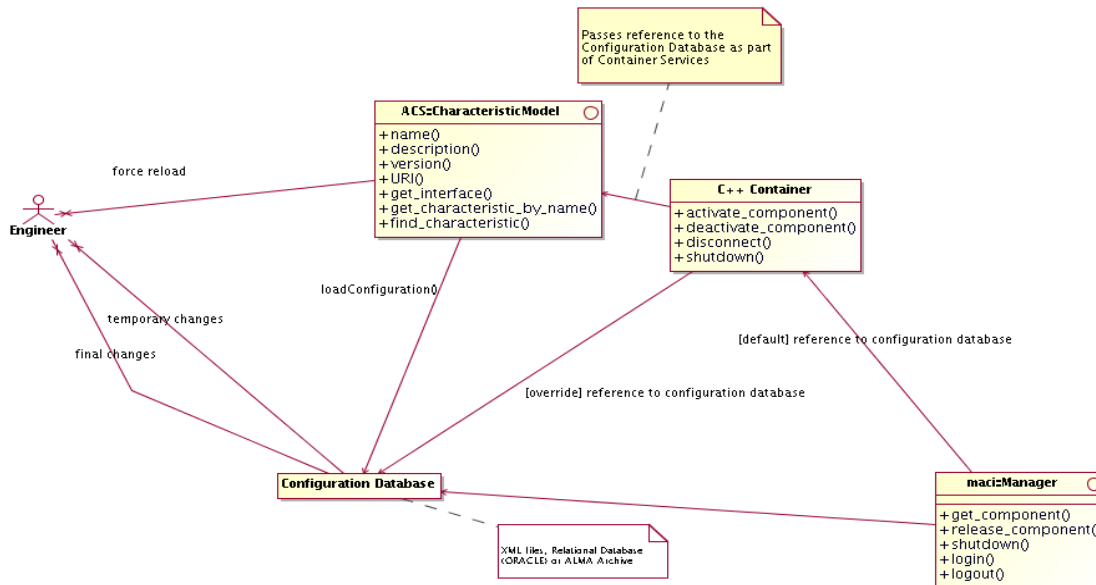 Passes reference to the
Configuration Database as part
of Container Services
ACS::CharacteristicModel
+name()
+description()
+version()
+URI()
+get_interface()
+get_characteristic_by_name()
+find_characteristic()
force reload
C++ Container
+activate_component()
+deactivate_component()
+disconnect()
+shutdown()
Engineer
loadConfiguration()
temporary changes
final changes
[default] reference to configuration database
[override] reference to configuration database
Configuration Database
maci::Manager
+get_component()
+release_component()
+shutdown()
+login()
+logout()
XML files, Relational Database
(ORACLE) or ALMA Archive